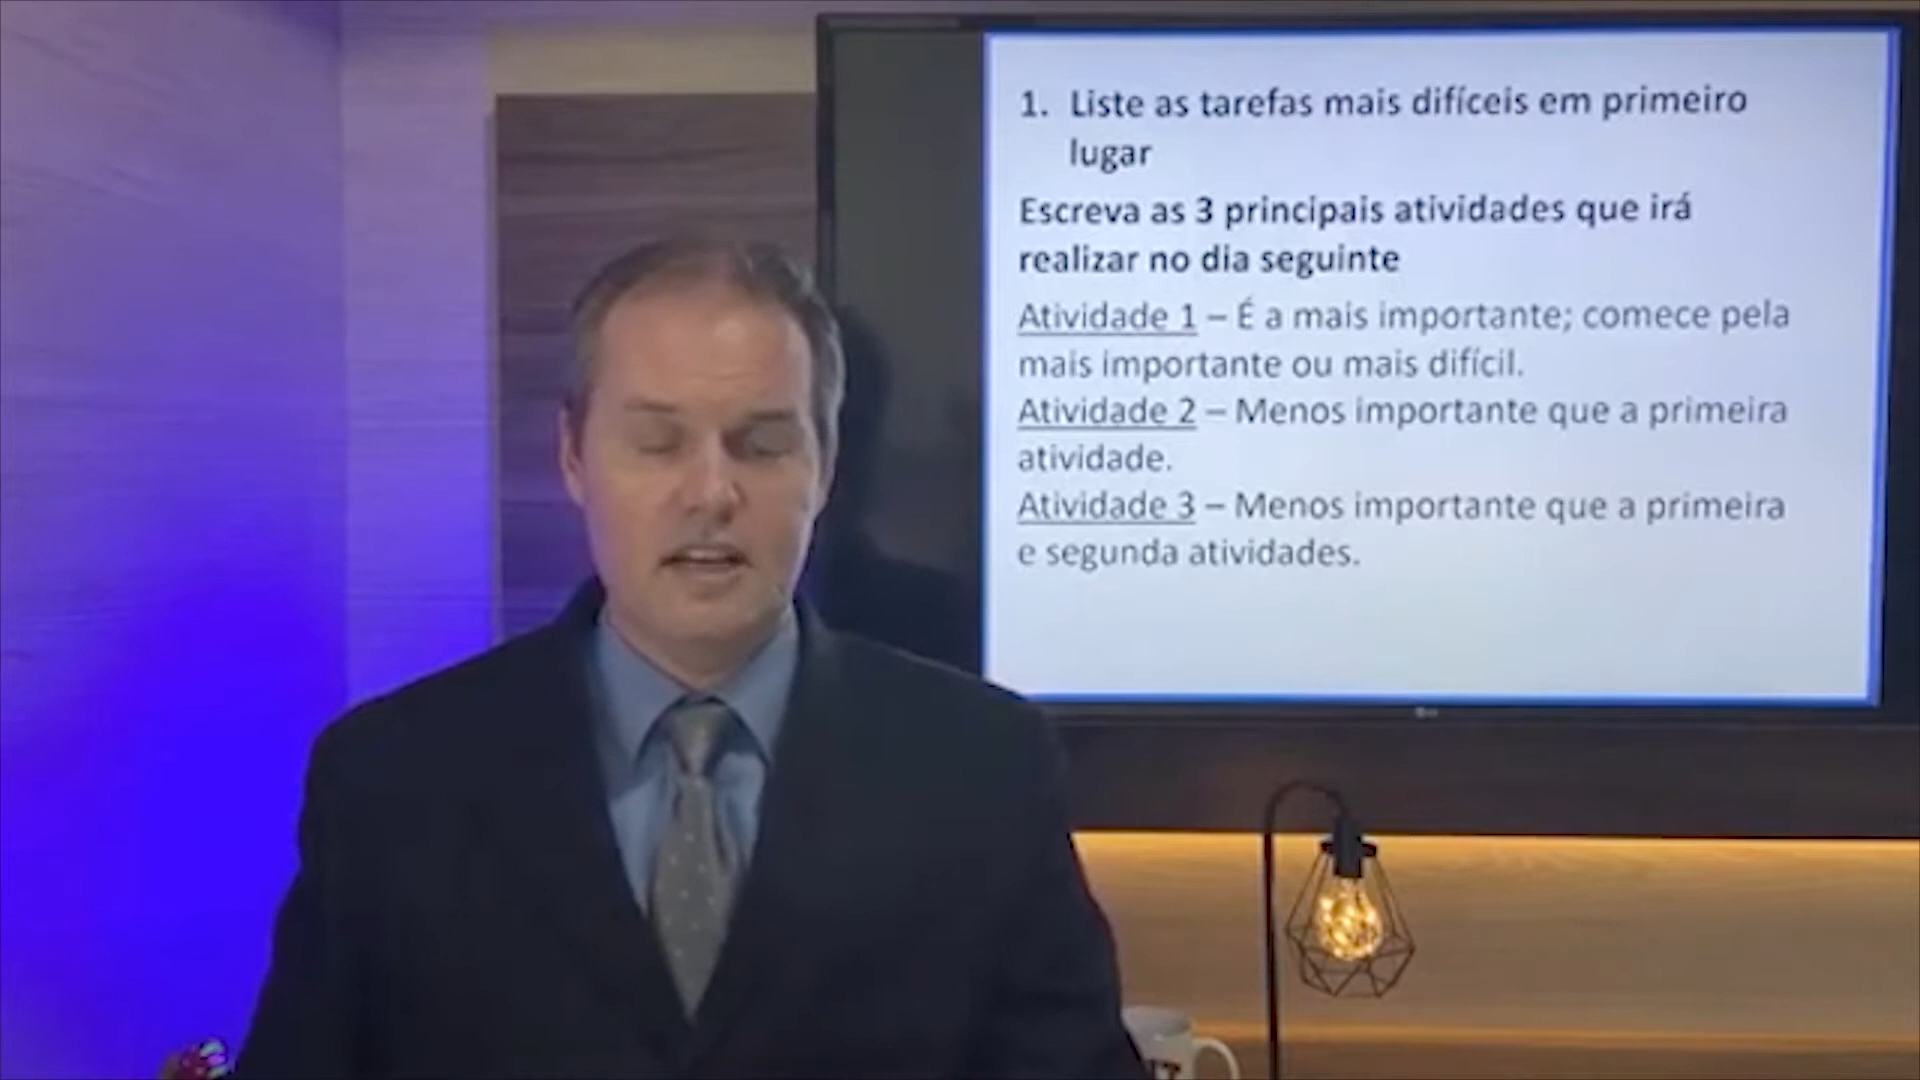 1. Liste as tarefas mais difíceis em primeiro
lugar
Escreva as 3 principais atividades que irá
realizar no dia seguinte
Atividade 1 – É a mais importante; comece pela
mais importante ou mais difícil.
Atividade 2 – Menos importante que a primeira
atividade.
Atividade 3 – Menos importante que a primeira
e segunda atividades.